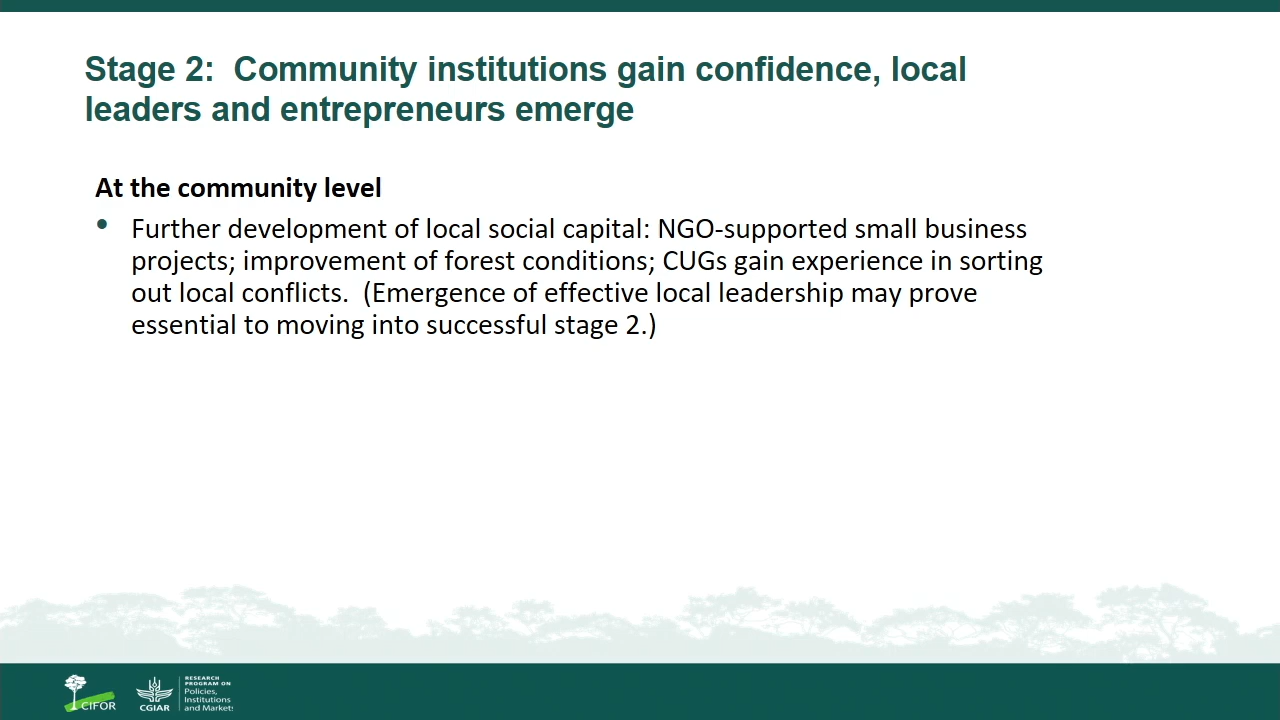 Stage 2:  Community institutions gain confidence, local
leaders and entrepreneurs emerge
At the community level
• Further development of local social capital: NGO-supported small business
projects; improvement of forest conditions; CUGs gain experience in sorting
out local conflicts.  (Emergence of effective local leadership may prove
essential to moving into successful stage 2.)
CIFOR
CGIAR
RESEARCH
PROGRAM ON
Policies,
Institutions
and Markets